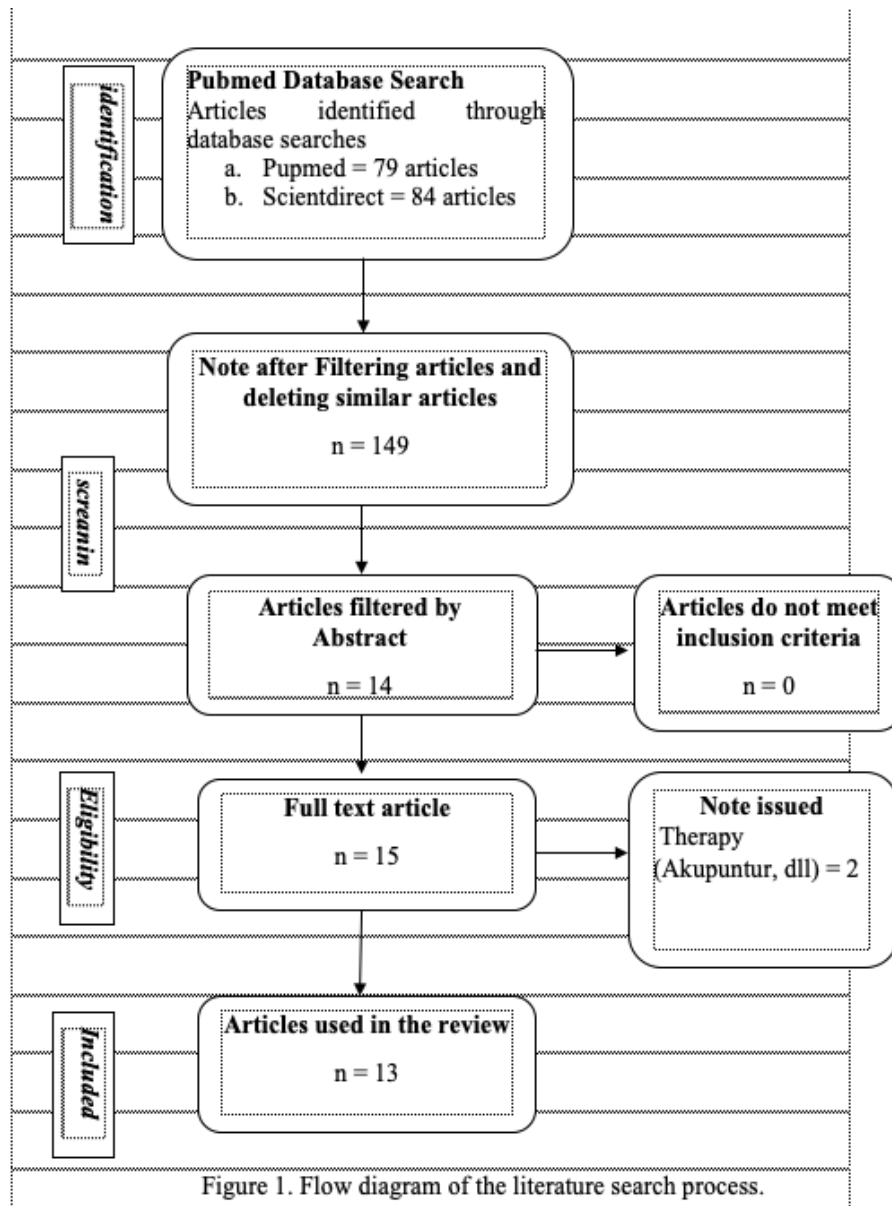 identification
Pubmed Database Search
Articles identified through
database searches
a. Pupmed = 79 articles
b. Scientdirect = 84 articles
Note after Filtering articles and
deleting similar articles
n = 149
screanin
Articles filtered by
Abstract
n = 14
Articles do not meet
inclusion criteria
n = 0
Eligibility
Full text article
n = 15
Note issued
Therapy
(Akupuntur, dll) = 2
Included
Articles used in the review
n = 13
Figure 1. Flow diagram of the literature search process.